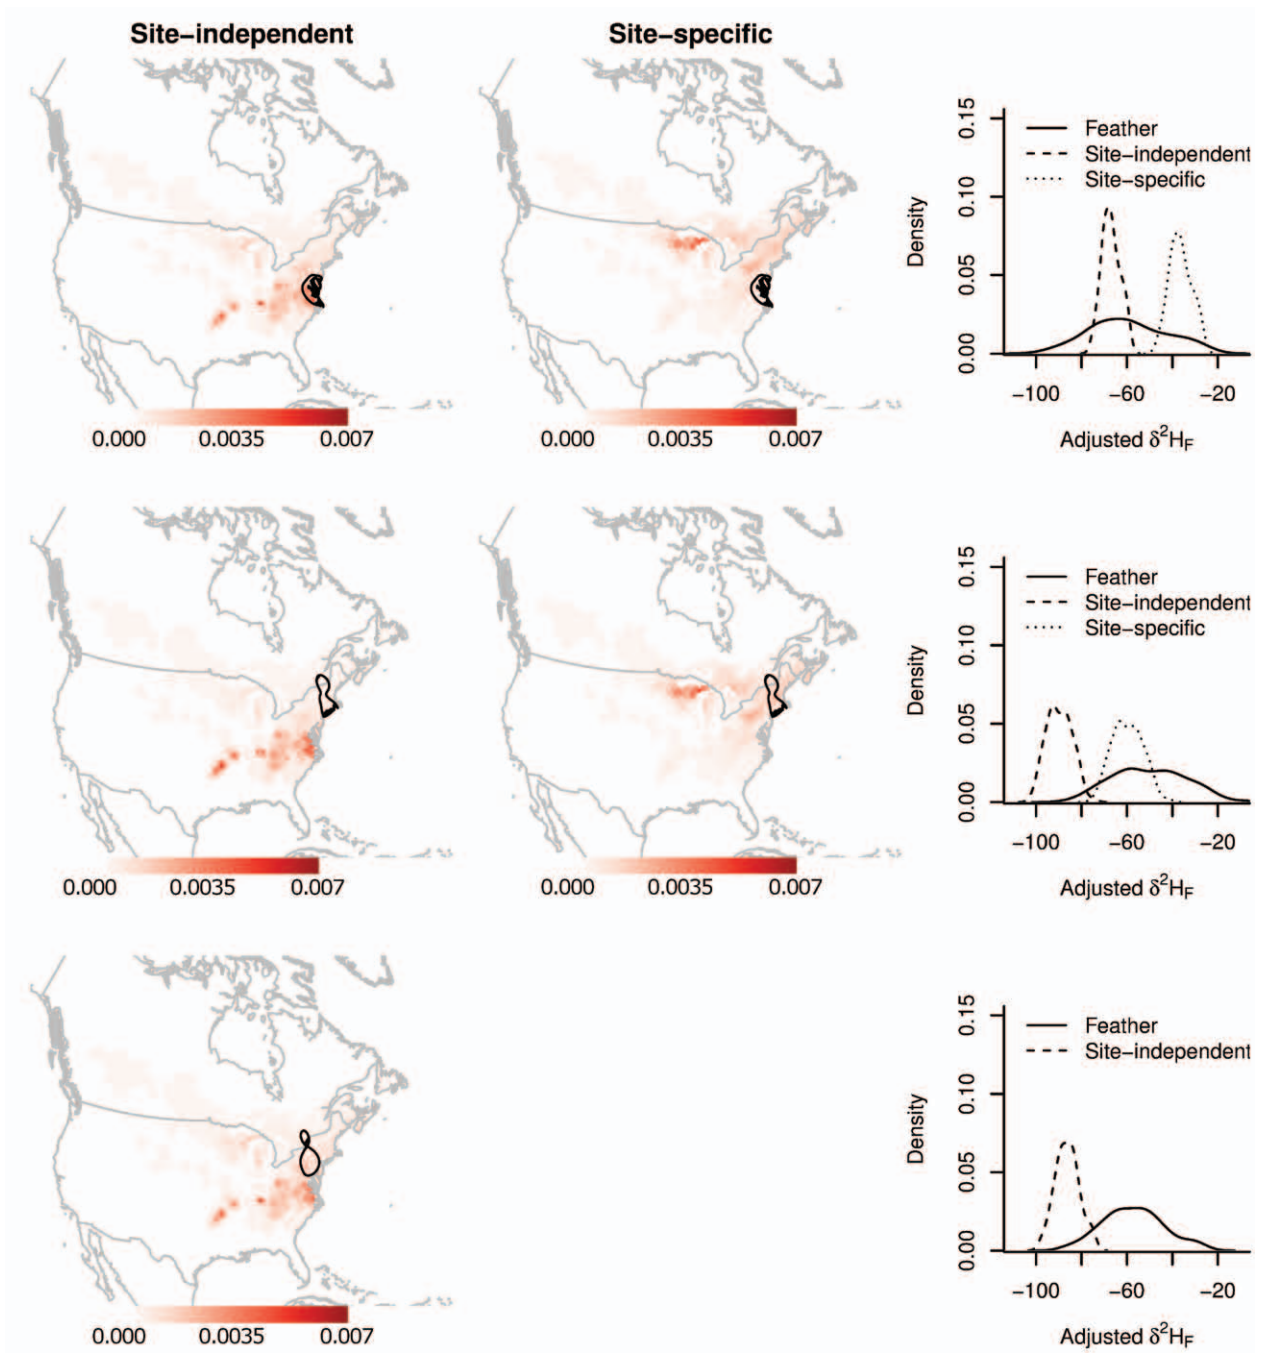 Site−independent
Site−specific
Feather
Site−independent
Site−specific
0.00 0.05 0.10 0.15
Density
−100 −60 −20
Adjusted δ²H_F
0.000 0.0035 0.007
0.000 0.0035 0.007
Feather
Site−independent
Site−specific
0.00 0.05 0.10 0.15
Density
−100 −60 −20
Adjusted δ²H_F
0.000 0.0035 0.007
0.000 0.0035 0.007
Feather
Site−independent
0.00 0.05 0.10 0.15
Density
−100 −60 −20
Adjusted δ²H_F
0.000 0.0035 0.007